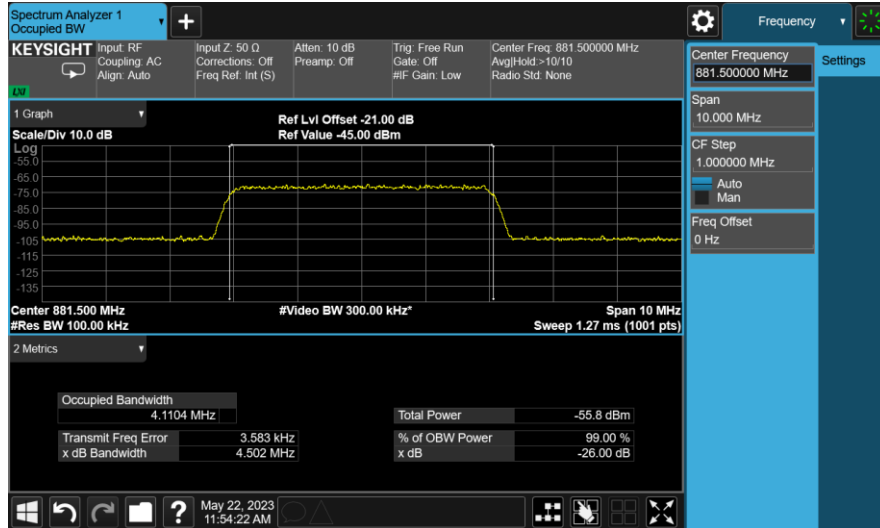 Spectrum Analyzer 1
Occupied BW
+
Frequency
KEYSIGHT
Input: RF
Coupling: AC
Align: Auto
Input Z: 50 Ω
Corrections: Off
Freq Ref: Int (S)
Atten: 10 dB
Preamp: Off
Trig: Free Run
Gate: Off
#IF Gain: Low
Center Freq: 881.500000 MHz
Avg|Hold:>10/10
Radio Std: None
LXI
1 Graph
Scale/Div 10.0 dB
Ref Lvl Offset -21.00 dB
Ref Value -45.00 dBm
Log
-55.0
-65.0
-75.0
-85.0
-95.0
-105
-115
-125
-135
Center 881.500 MHz
#Video BW 300.00 kHz*
Span 10 MHz
#Res BW 100.00 kHz
Sweep 1.27 ms (1001 pts)
2 Metrics
Occupied Bandwidth
4.1104 MHz
Total Power -55.8 dBm
Transmit Freq Error 3.583 kHz
% of OBW Power 99.00 %
x dB Bandwidth 4.502 MHz
x dB -26.00 dB
Center Frequency
881.500000 MHz
Settings
Span
10.000 MHz
CF Step
1.000000 MHz
Auto
Man
Freq Offset
0 Hz
?
May 22, 2023
11:54:22 AM